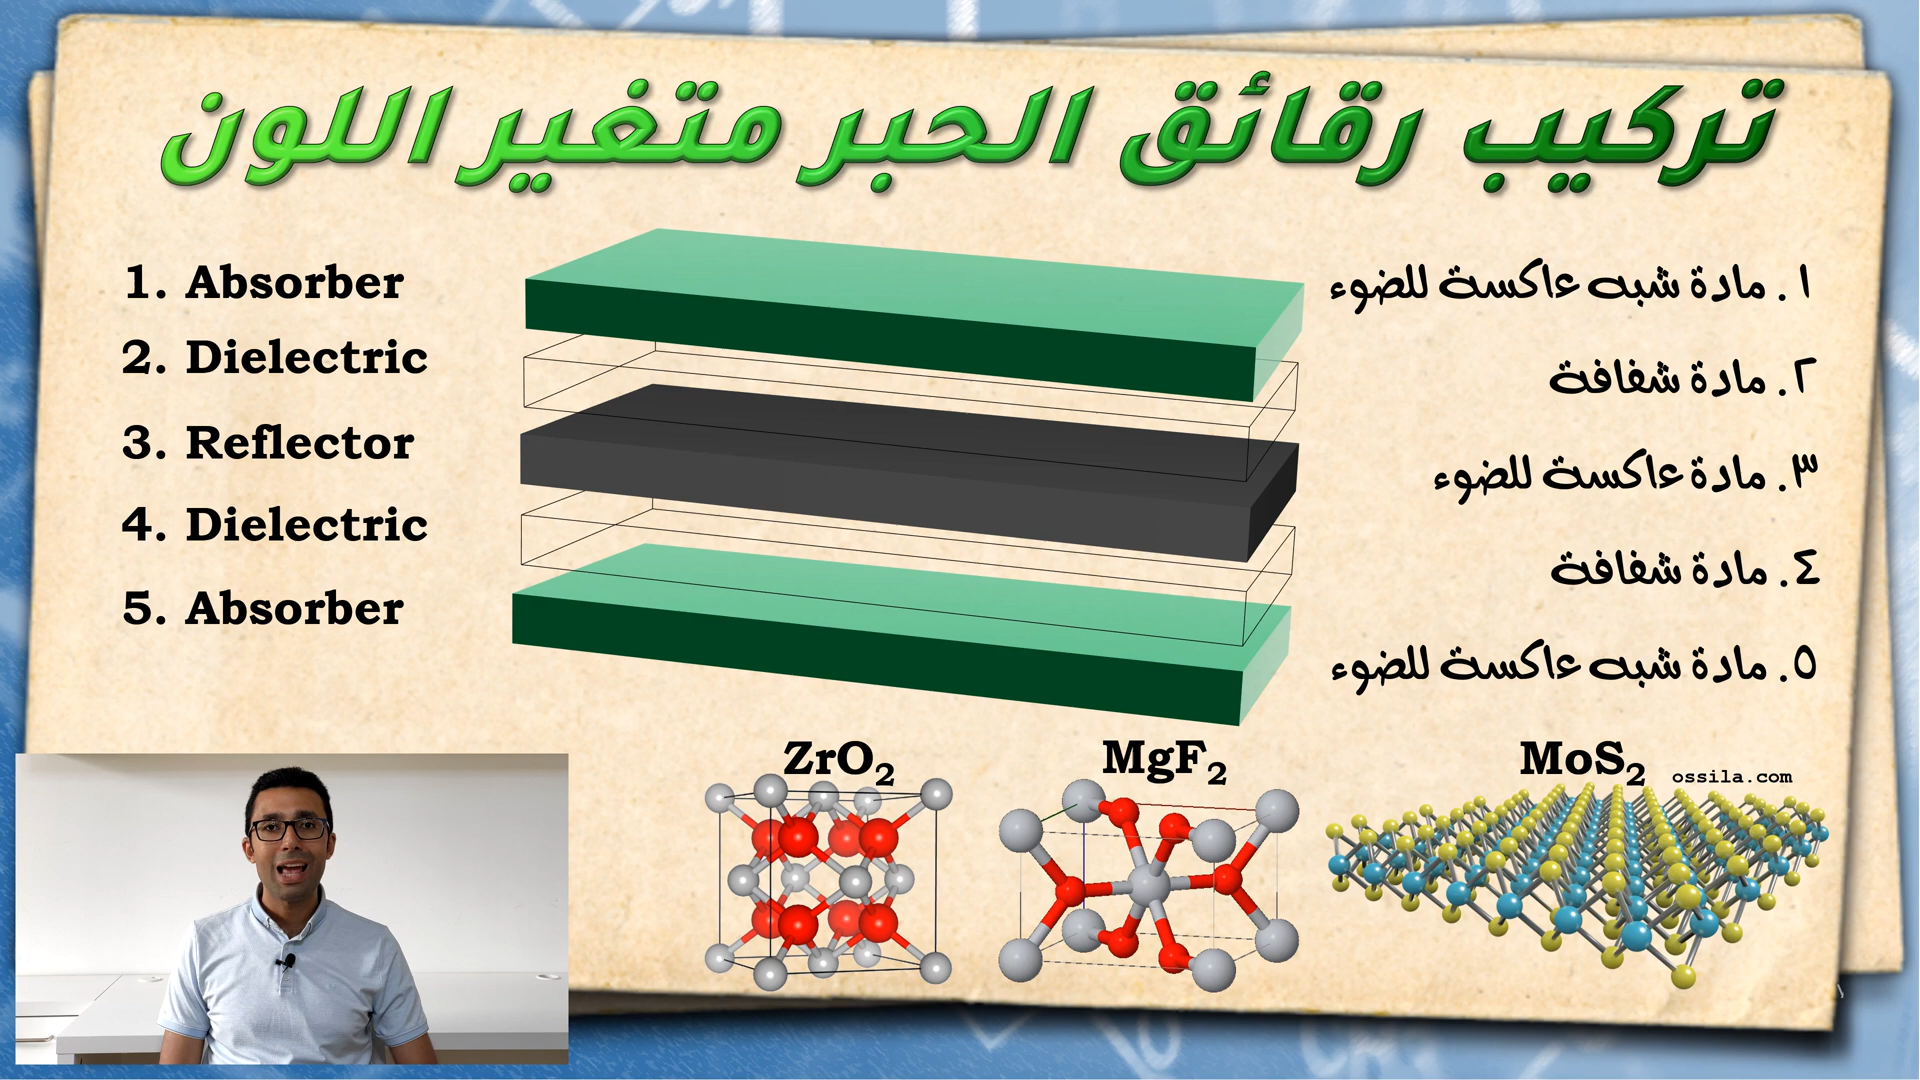 تركيب رقائق الحبر متغير اللون
1. Absorber
2. Dielectric
3. Reflector
4. Dielectric
5. Absorber
١. مادة شبه عاكسة للضوء
٢. مادة شفافة
٣. مادة عاكسة للضوء
٤. مادة شفافة
٥. مادة شبه عاكسة للضوء
ZrO₂
MgF₂
MoS₂ ossila.com